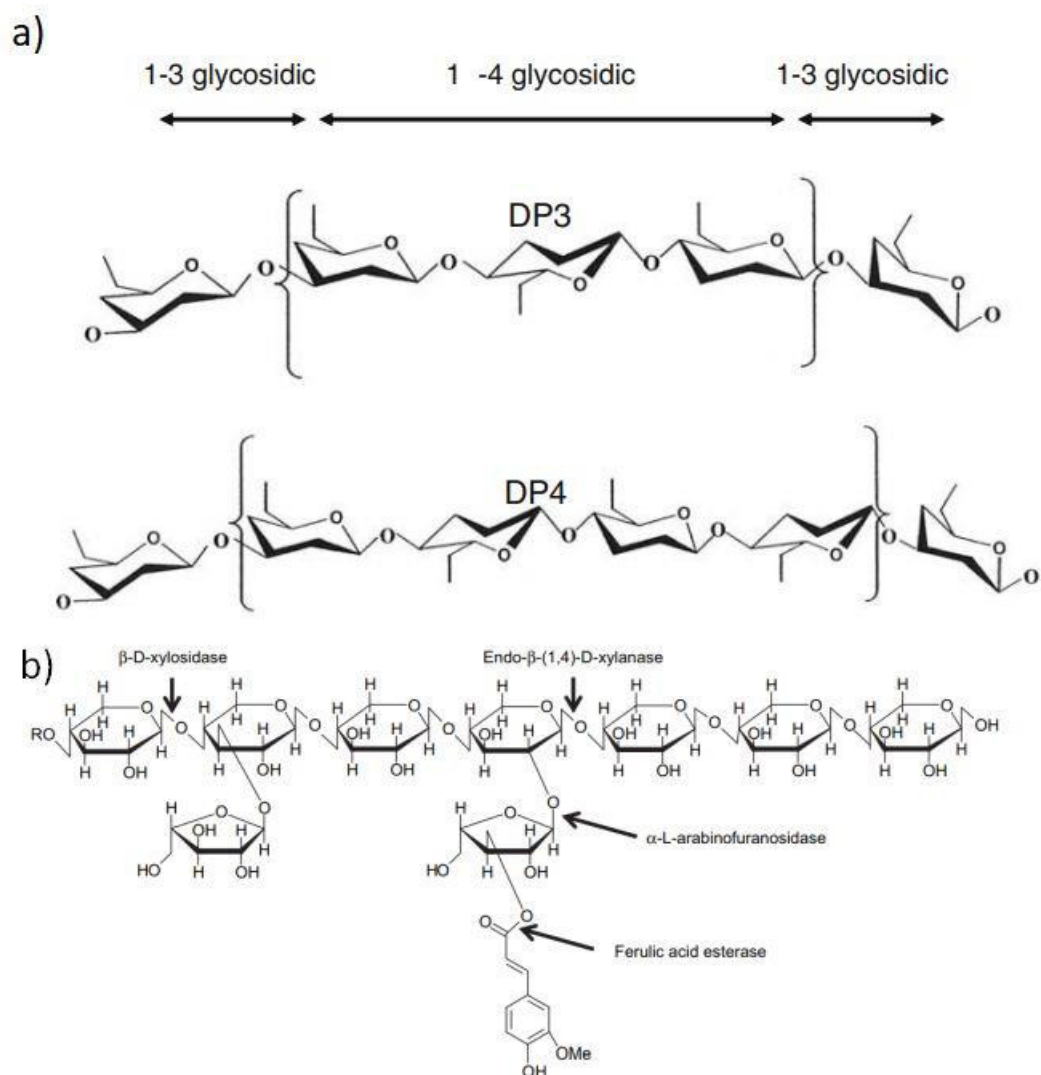 a)
1-3 glycosidic 1 -4 glycosidic 1-3 glycosidic
DP3
O O O O O O O O O O O
DP4
O O O O O O O O O O O O O
b) β-D-xylosidase Endo-β-(1,4)-D-xylanase
α-L-arabinofuranosidase
Ferulic acid esterase
OMe
OH